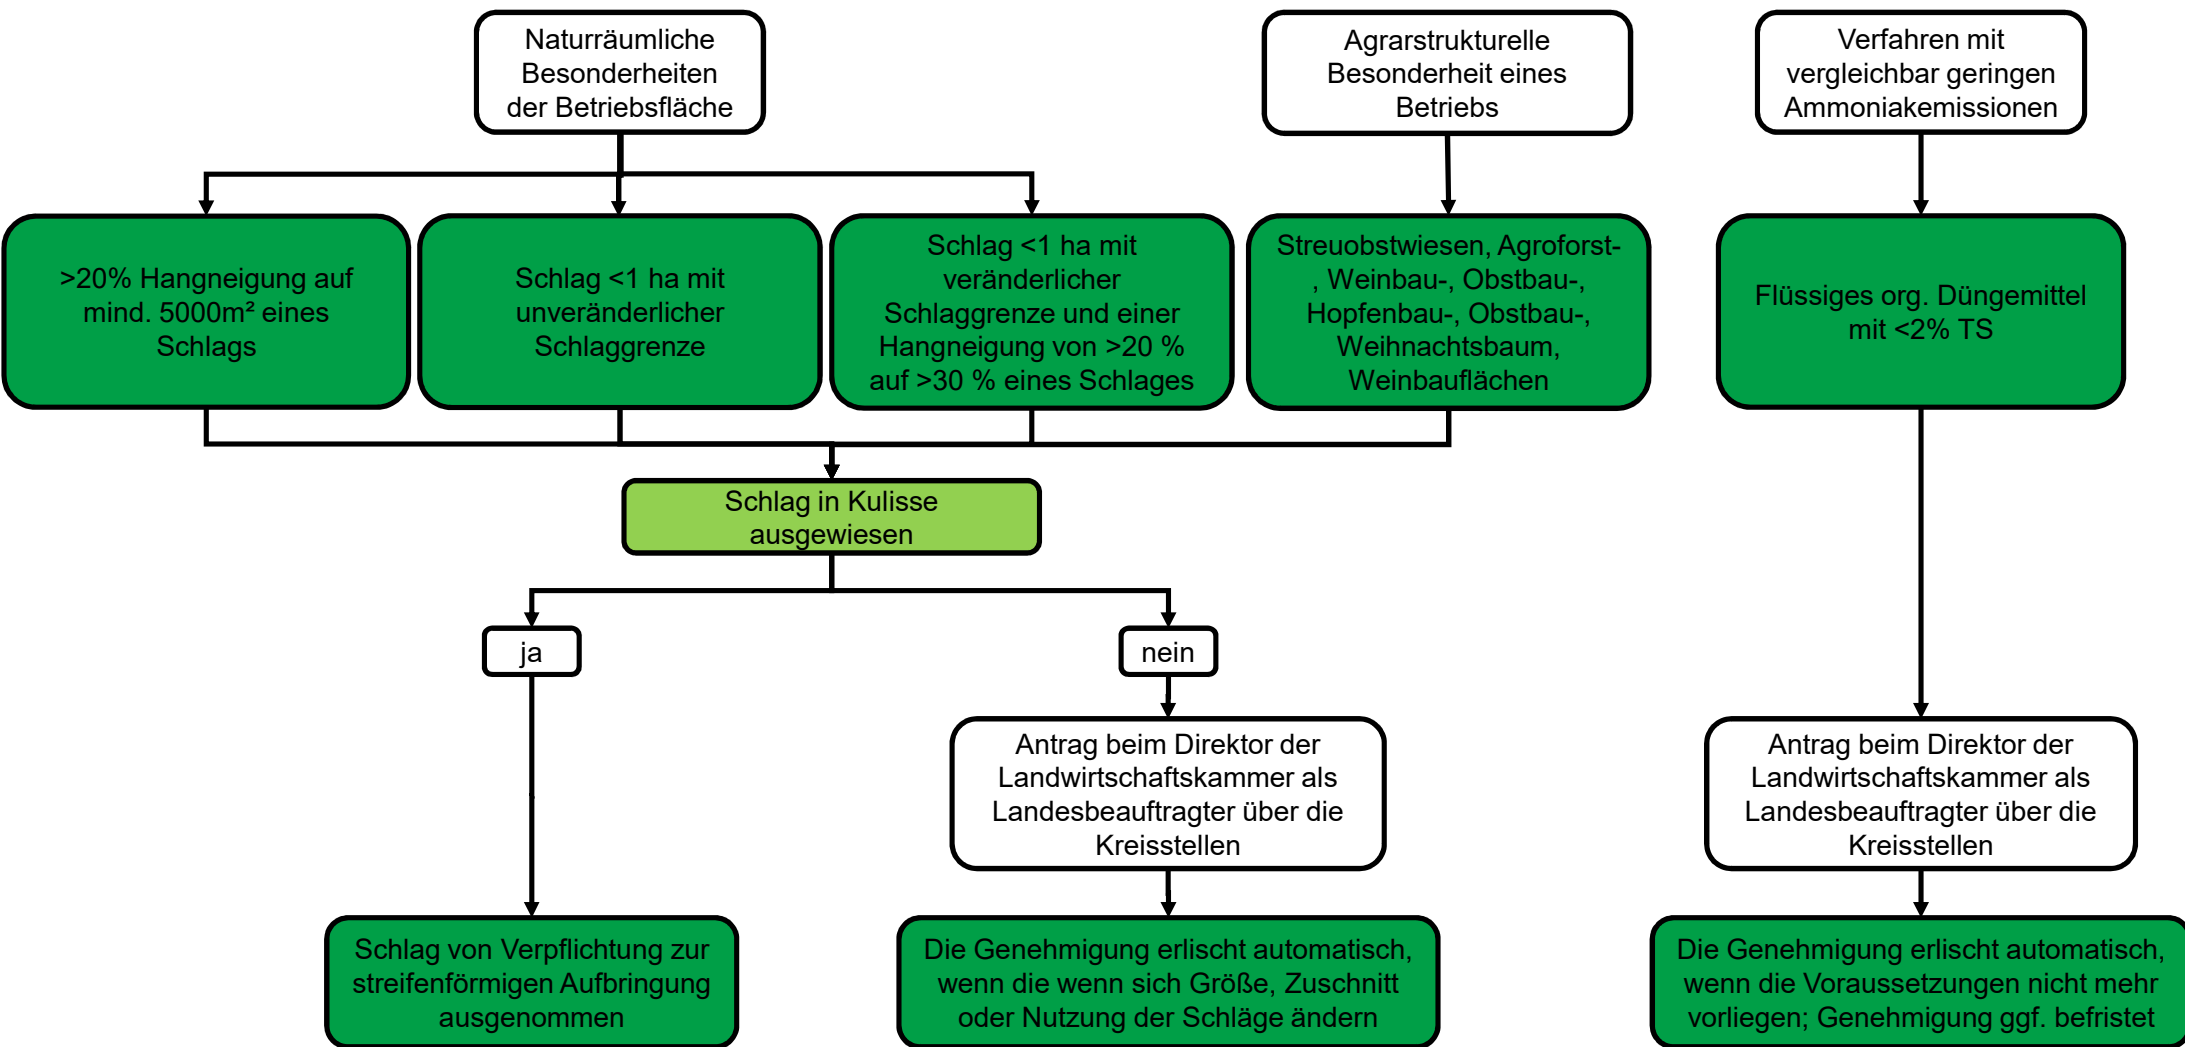 Naturräumliche
Besonderheiten
der Betriebsfläche
Agrarstrukturelle
Besonderheit eines
Betriebs
Verfahren mit
vergleichbar geringen
Ammoniakemissionen
>20% Hangneigung auf
mind. 5000m² eines
Schlags
Schlag <1 ha mit
unveränderlicher
Schlaggrenze
Schlag <1 ha mit
veränderlicher
Schlaggrenze und einer
Hangneigung von >20 %
auf >30 % eines Schlages
Streuobstwiesen, Agroforst-
, Weinbau-, Obstbau-,
Hopfenbau-, Obstbau-,
Weihnachtsbaum,
Weinbauflächen
Flüssiges org. Düngemittel
mit <2% TS
Schlag in Kulisse
ausgewiesen
ja
nein
Antrag beim Direktor der
Landwirtschaftskammer als
Landesbeauftragter über die
Kreisstellen
Antrag beim Direktor der
Landwirtschaftskammer als
Landesbeauftragter über die
Kreisstellen
Schlag von Verpflichtung zur
streifenförmigen Aufbringung
ausgenommen
Die Genehmigung erlischt automatisch,
wenn die wenn sich Größe, Zuschnitt
oder Nutzung der Schläge ändern
Die Genehmigung erlischt automatisch,
wenn die Voraussetzungen nicht mehr
vorliegen; Genehmigung ggf. befristet